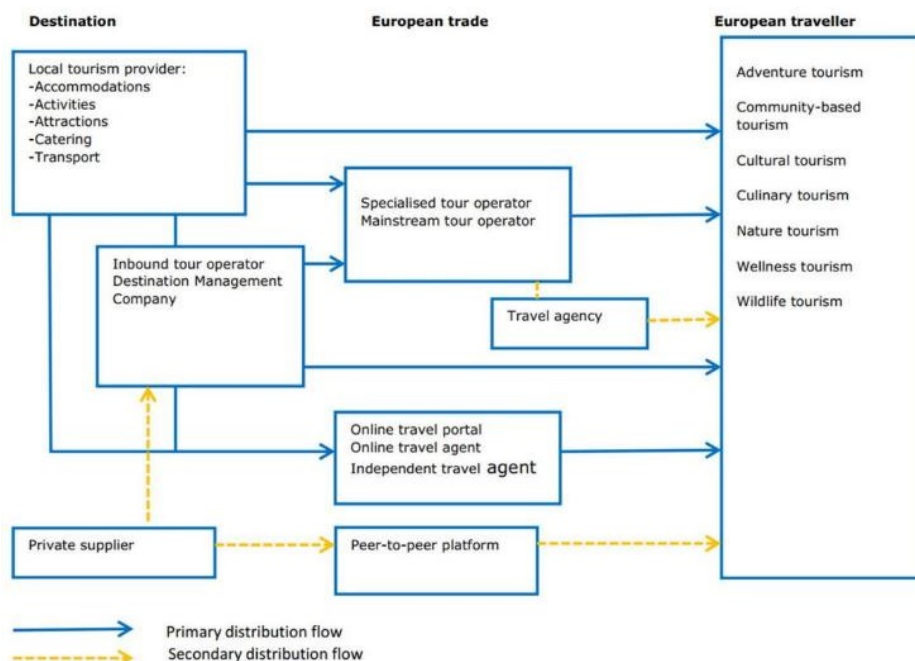 Destination
European trade
European traveller
Local tourism provider:
-Accommodations
-Activities
-Attractions
-Catering
-Transport
Specialised tour operator
Mainstream tour operator
Inbound tour operator
Destination Management
Company
Travel agency
Online travel portal
Online travel agent
Independent travel agent
Private supplier
Peer-to-peer platform
Adventure tourism
Community-based
tourism
Cultural tourism
Culinary tourism
Nature tourism
Wellness tourism
Wildlife tourism
Primary distribution flow
Secondary distribution flow